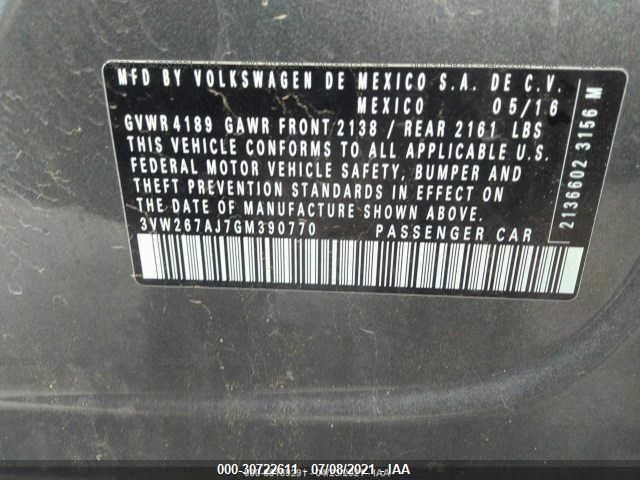 MFD BY VOLKSWAGEN DE MEXICO S.A. DE C.V.
MEXICO 05/16
GVWR 4189 GAWR FRONT 2138 / REAR 2161 LBS
THIS VEHICLE CONFORMS TO ALL APPLICABLE U.S.
FEDERAL MOTOR VEHICLE SAFETY, BUMPER AND
THEFT PREVENTION STANDARDS IN EFFECT ON
THE DATE OF MANUFACTURE SHOWN ABOVE.
3VW267AJ7GM390770 PASSENGER CAR
2136602 3156 M
000-30722611 - 07/08/2021 - IAA